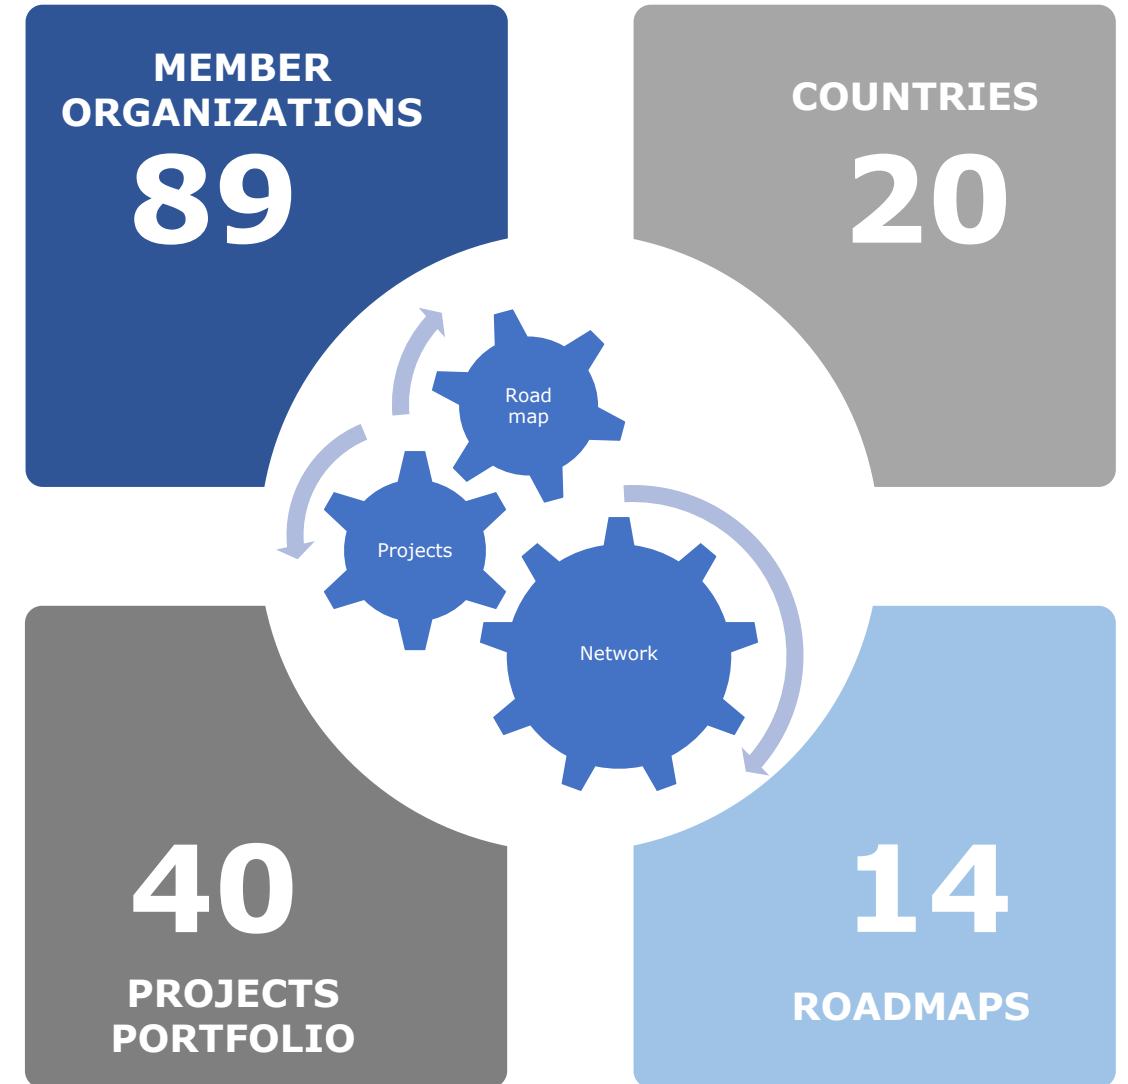 MEMBER
ORGANIZATIONS
89
COUNTRIES
20
Road
map
Projects
Network
40
PROJECTS
PORTFOLIO
14
ROADMAPS